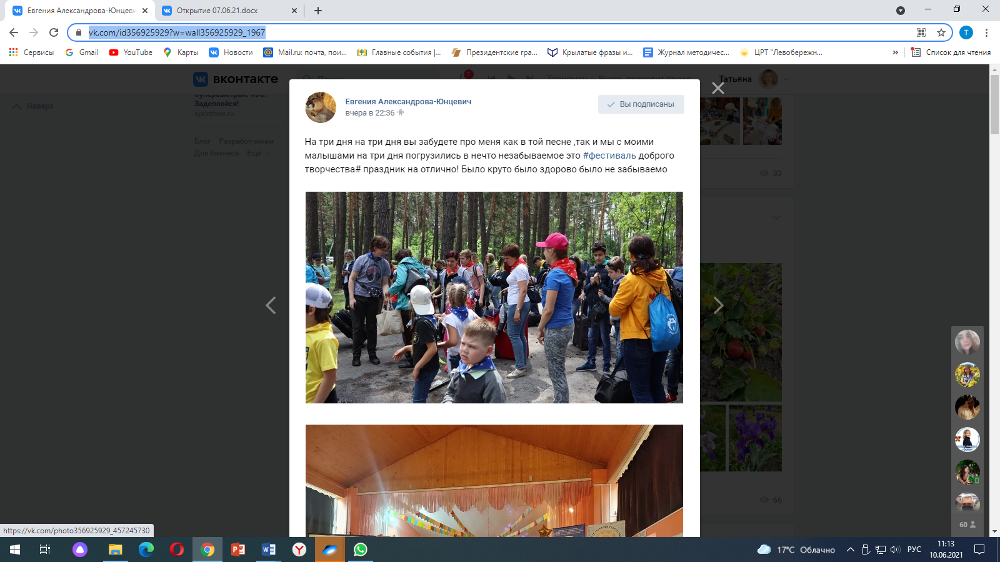 Евгения Александрова-Юнцеви
Открытие 07.06.21.docx
vk.com/id356925929?w=wall356925929_1967
T
Сервисы
Gmail
YouTube
Карты
Новости
Mail.ru: почта, пои...
Главные события |...
Президентские гра...
Крылатые фразы и...
Журнал методичес...
ЦРТ "Левобережн...
»
Список для чтения
вконтакте
Поиск
1
Татьяна
Наверх
Задеплойся!
sprintbox.ru
Блог Разработчикам
Для бизнеса Ещё
Евгения Александрова-Юнцевич
вчера в 22:36
Вы подписаны
На три дня на три дня вы забудете про меня как в той песне ,так и мы с моими
малышами на три дня погрузились в нечто незабываемое это #фестиваль доброго
творчества# праздник на отлично! Было круто было здорово было не забываемо
33
66
60
https://vk.com/photo356925929_457245730
17°C Облачно
РУС
11:13
10.06.2021